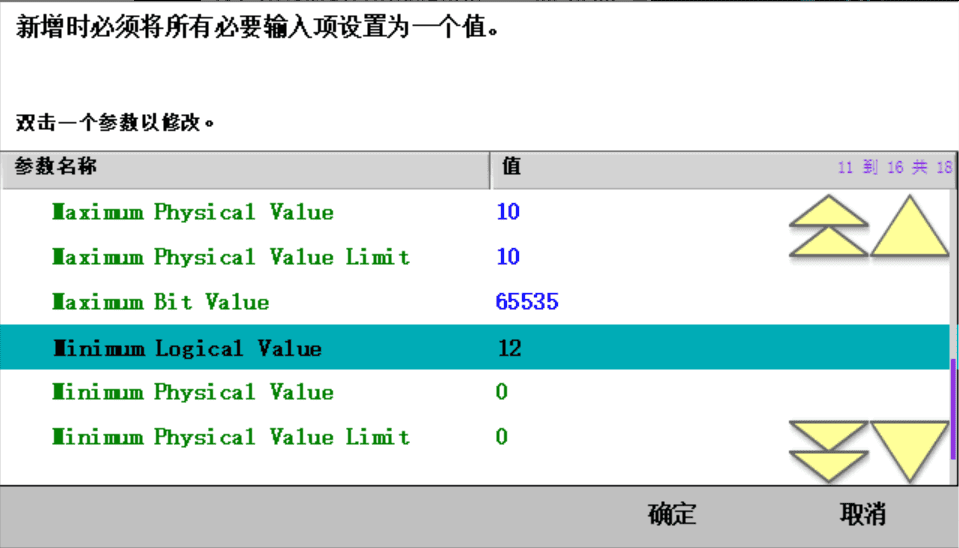 新增时必须将所有必要输入项设置为一个值。
双击一个参数以修改。
参数名称 值 11 到 16 共 18
Maximum Physical Value 10
Maximum Physical Value Limit 10
Maximum Bit Value 65535
Minimum Logical Value 12
Minimum Physical Value 0
Minimum Physical Value Limit 0
确定 取消